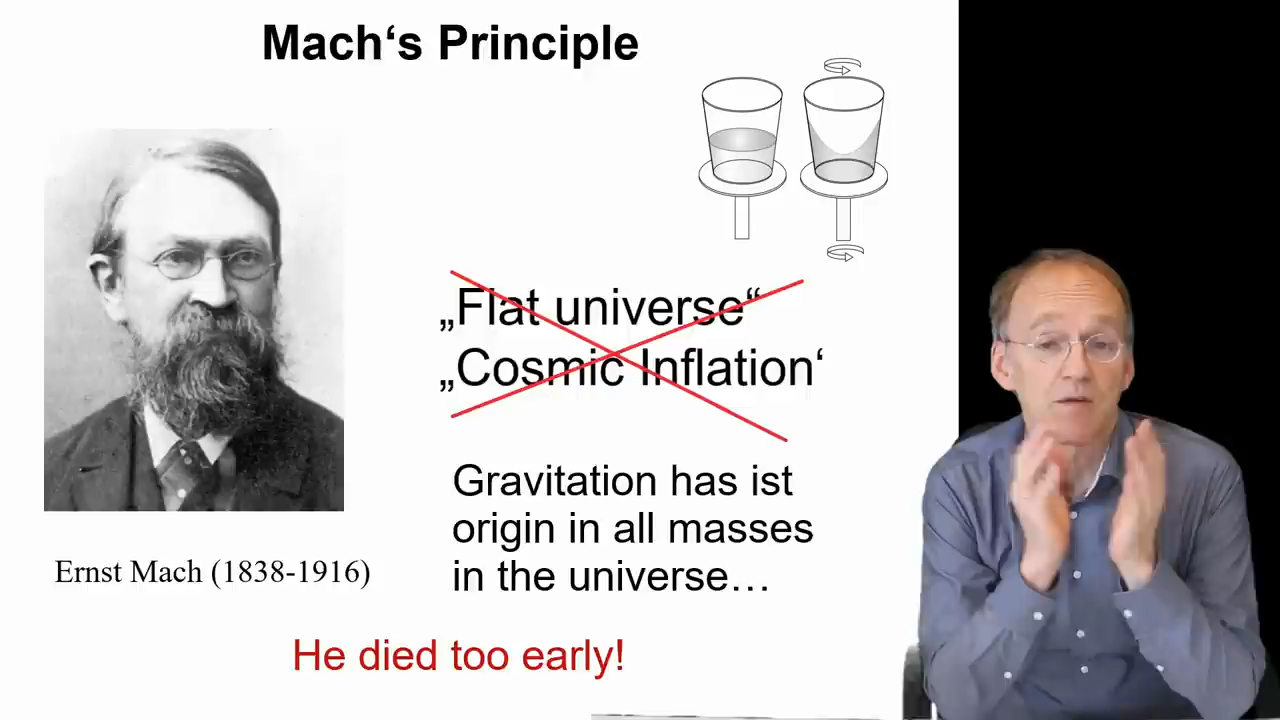 Mach‘s Principle
„Flat universe“
„Cosmic Inflation‘
Gravitation has ist
origin in all masses
in the universe…
Ernst Mach (1838-1916)
He died too early!